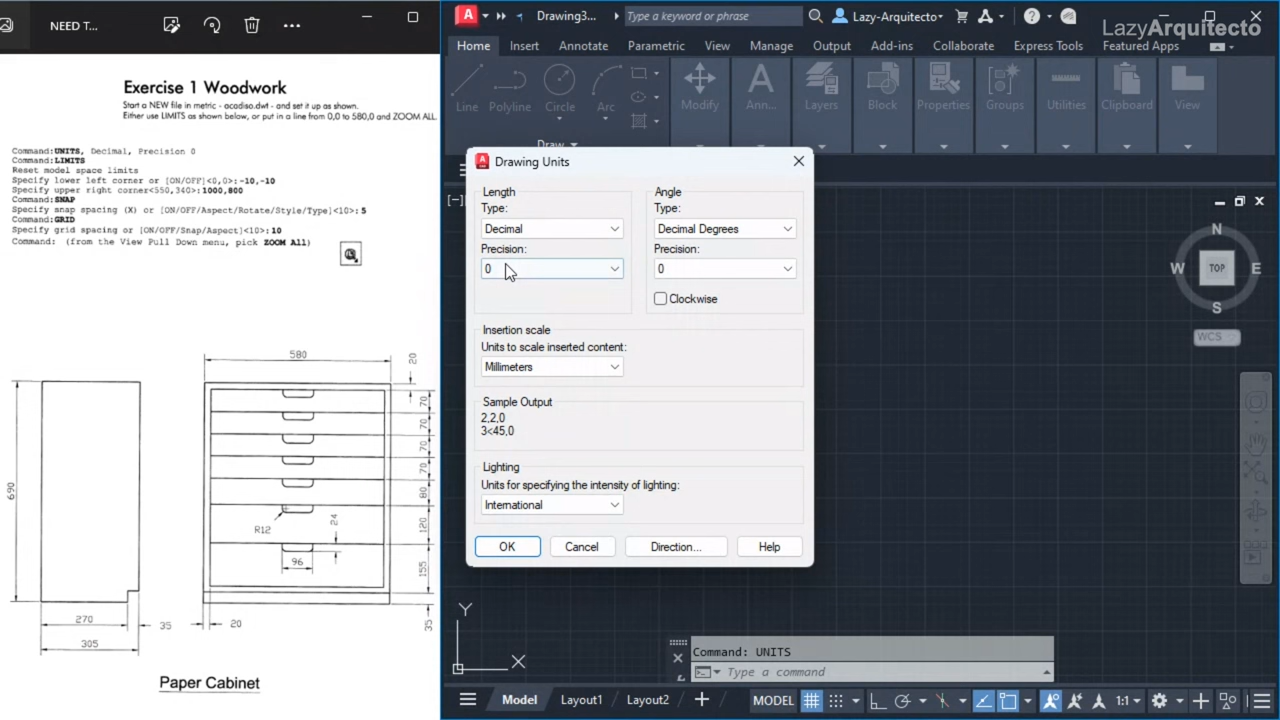 NEED T...
Exercise 1 Woodwork
Start a NEW file in metric - acadiso.dwt - and set it up as shown.
Either use LIMITS as shown below, or put in a line from 0,0 to 580,0 and ZOOM ALL.
Command:UNITS, Decimal, Precision 0
Command:LIMITS
Reset model space limits
Specify lower left corner or [ON/OFF]<0,0>:-10,-10
Specify upper right corner<550,340>:1000,800
Command:SNAP
Specify snap spacing (X) or [ON/OFF/Aspect/Rotate/Style/Type]<10>:5
Command:GRID
Specify grid spacing or [ON/OFF/Snap/Aspect]<10>:10
Command: (from the View Pull Down menu, pick ZOOM All)
580
20
70
70
70
70
80
690
120
R12
24
96
155
270
35
20
35
305
Paper Cabinet
Drawing3...
Type a keyword or phrase
Lazy-Arquitecto
LazyArquitecto
Home Insert Annotate Parametric View Manage Output Add-ins Collaborate Express Tools Featured Apps
Line Polyline Circle Arc Modify Ann... Layers Block Properties Groups Utilities Clipboard View
Draw
Drawing Units
Length
Type:
Decimal
Precision:
0
Angle
Type:
Decimal Degrees
Precision:
0
Clockwise
Insertion scale
Units to scale inserted content:
Millimeters
Sample Output
2,2,0
3<45,0
Lighting
Units for specifying the intensity of lighting:
International
OK Cancel Direction... Help
[−]
N
W TOP E
S
WCS
Y
X
Command: UNITS
Type a command
Model Layout1 Layout2 MODEL 1:1